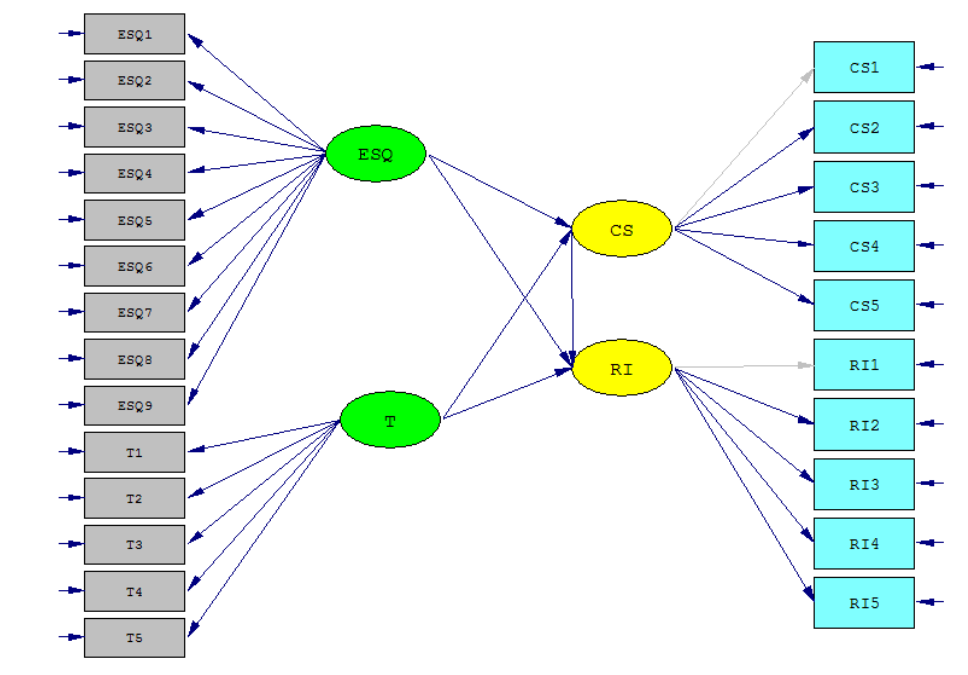 ESQ1
ESQ2
ESQ3
ESQ4
ESQ5
ESQ6
ESQ7
ESQ8
ESQ9
T1
T2
T3
T4
T5
ESQ
T
CS
RI
CS1
CS2
CS3
CS4
CS5
RI1
RI2
RI3
RI4
RI5